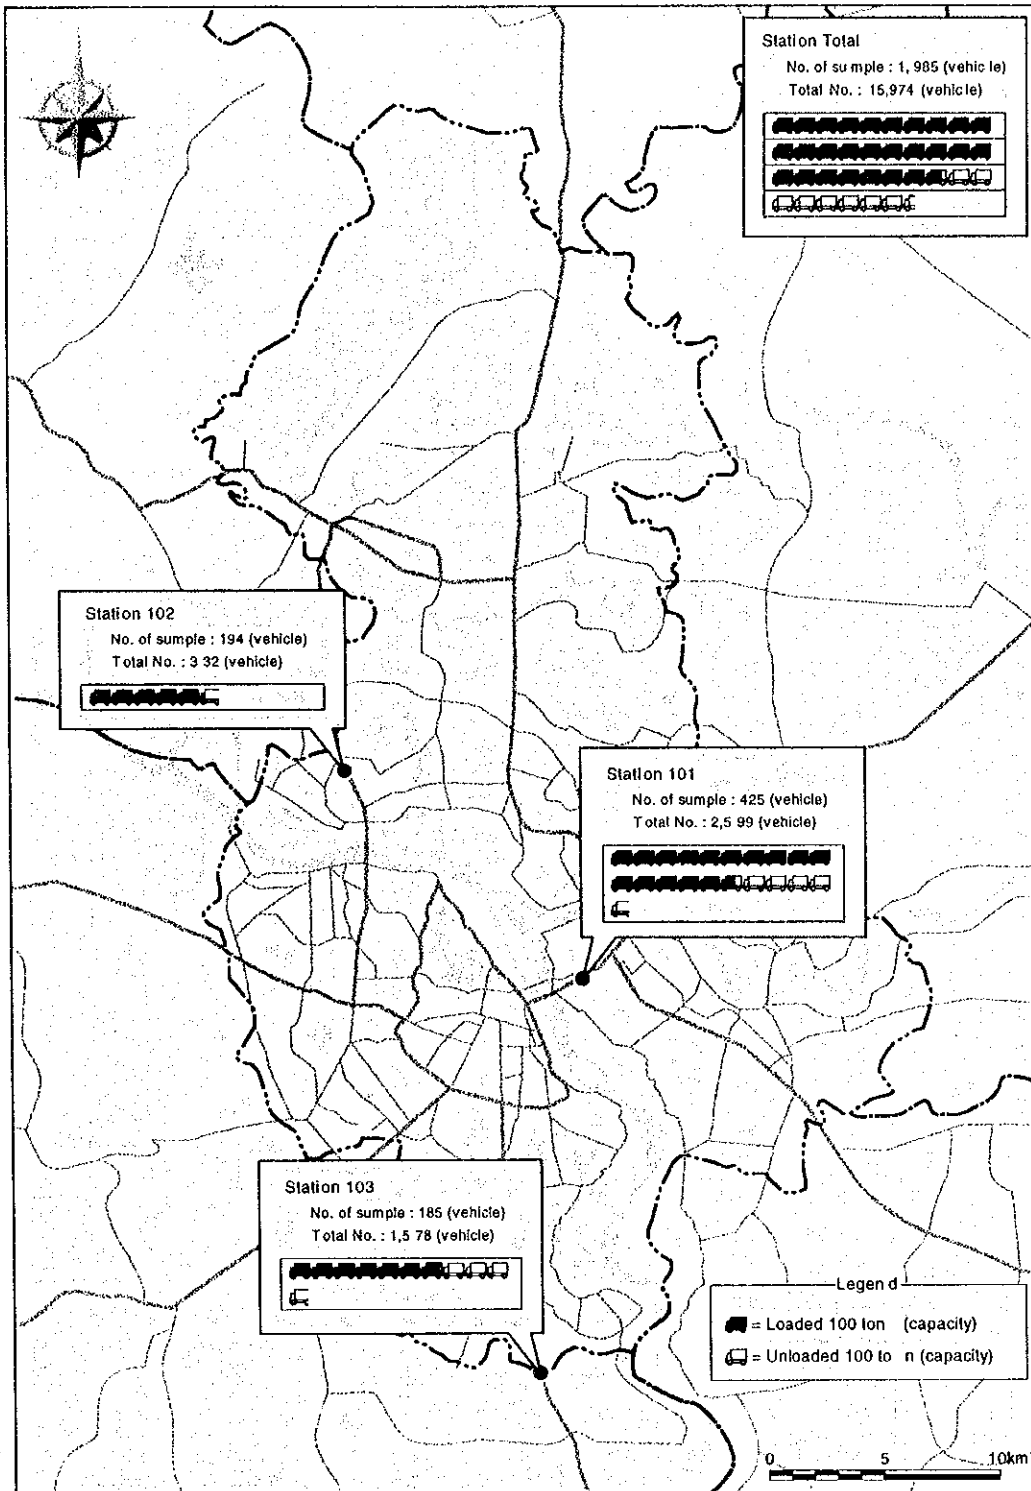 Station Total
No. of sumple : 1, 985 (vehic le)
Total No. : 15,974 (vehicle)
Station 102
No. of sumple : 194 (vehicle)
Total No. : 3 32 (vehicle)
Station 101
No. of sumple : 425 (vehicle)
Total No. : 2,5 99 (vehicle)
Station 103
No. of sumple : 185 (vehicle)
Total No. : 1,5 78 (vehicle)
Legen d
= Loaded 100 ton (capacity)
= Unloaded 100 to n (capacity)
0 5 10km